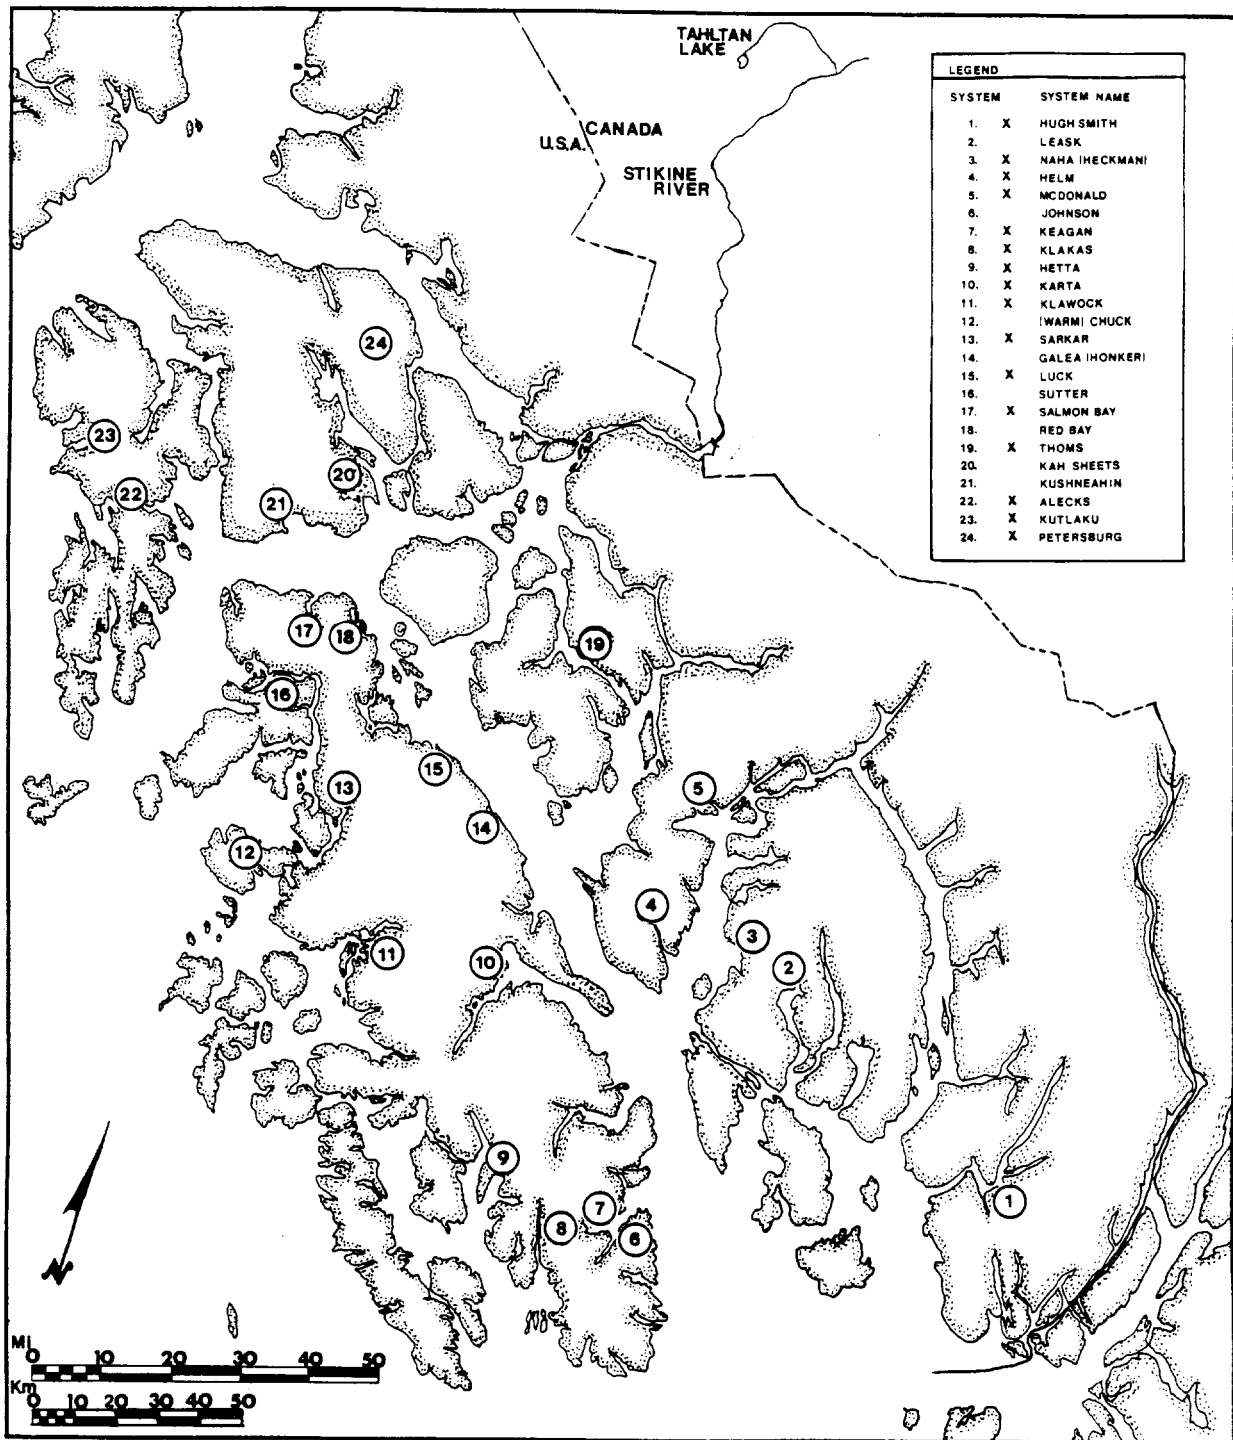 TAHLTAN
LAKE
CANADA
U.S.A.
STIKINE
RIVER
LEGEND
SYSTEM SYSTEM NAME
1. X HUGH SMITH
2. LEASK
3. X NAHA (HECKMAN)
4. X HELM
5. X MCDONALD
6. JOHNSON
7. X KEAGAN
8. X KLAKAS
9. X HETTA
10. X KARTA
11. X KLAWOCK
12. (WARM) CHUCK
13. X SARKAR
14. GALEA (HONKER)
15. X LUCK
16. SUTTER
17. X SALMON BAY
18. RED BAY
19. X THOMS
20. KAH SHEETS
21. KUSHNEAHIN
22. X ALECKS
23. X KUTLAKU
24. X PETERSBURG
24
23
20
22
21
17
18
19
16
15
13
5
14
12
4
3
11
10
2
9
1
7
8
6
N
Mi
0 10 20 30 40 50
Km
0 10 20 30 40 50